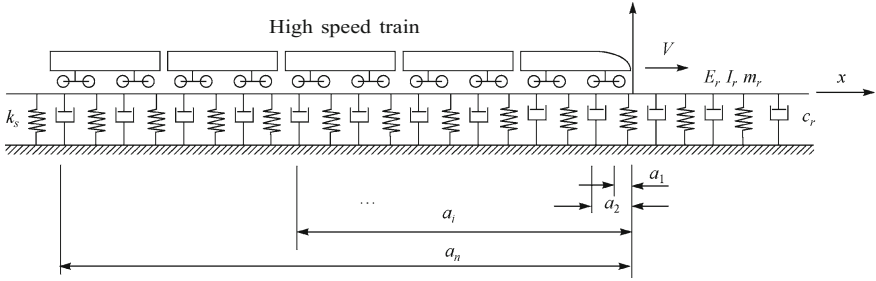 High speed train
V
E_r I_r m_r
x
k_s
c_r
a_1
a_2
...
a_i
a_n